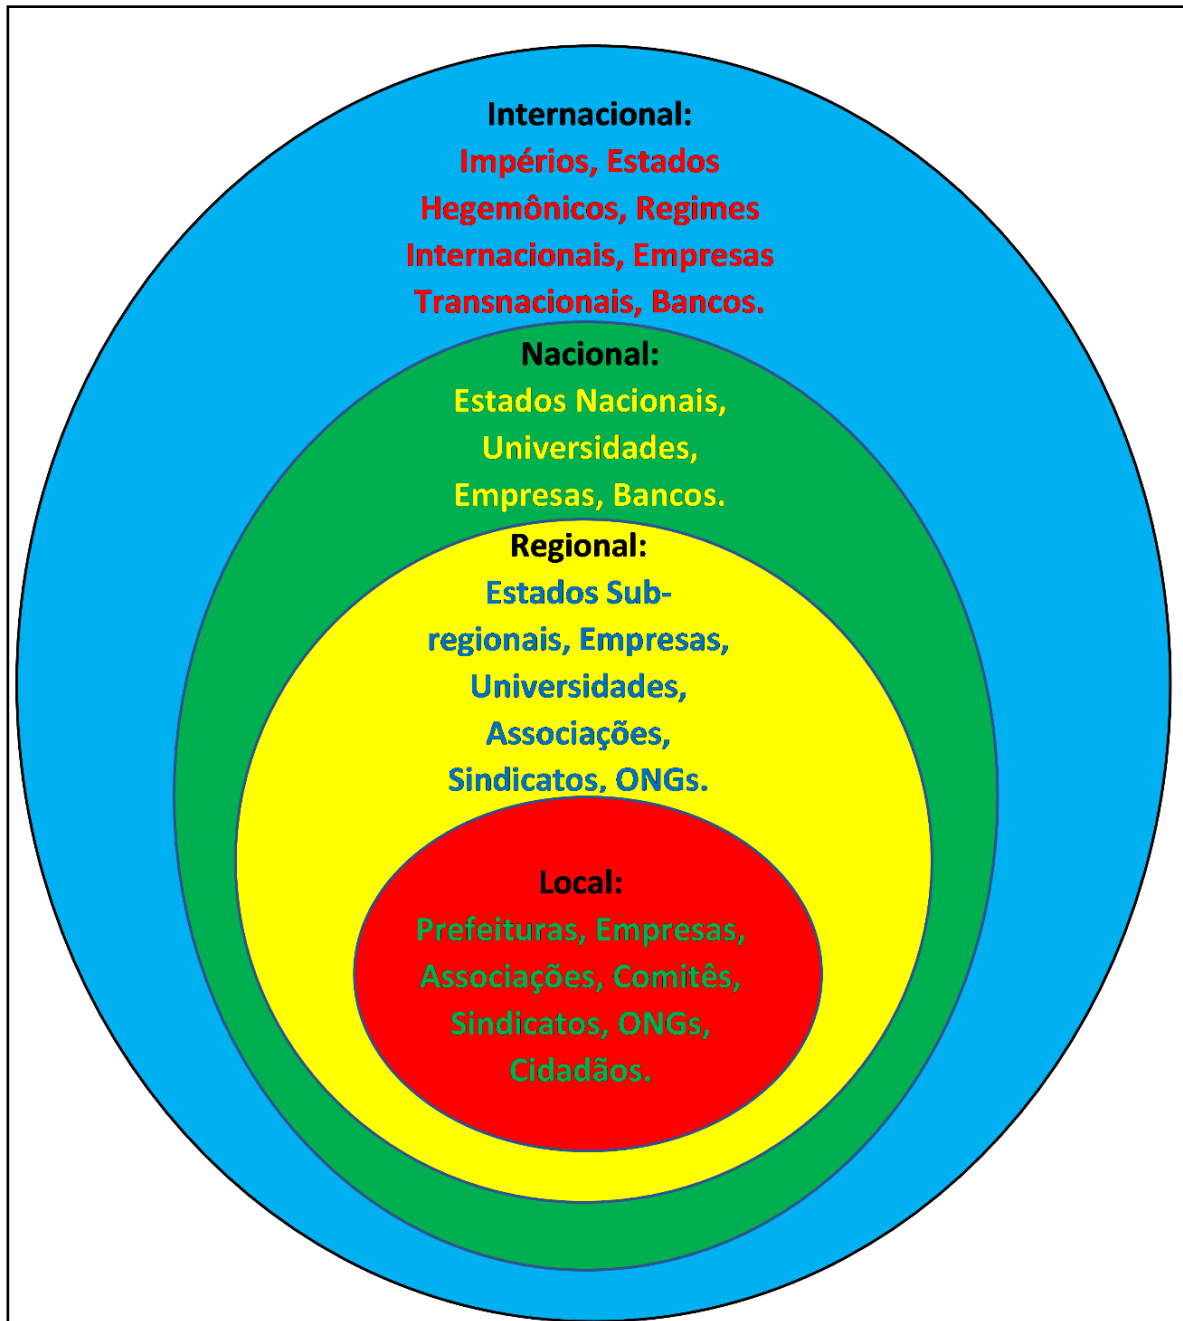 Internacional:
Impérios, Estados
Hegemônicos, Regimes
Internacionais, Empresas
Transnacionais, Bancos.
Nacional:
Estados Nacionais,
Universidades,
Empresas, Bancos.
Regional:
Estados Sub-
regionais, Empresas,
Universidades,
Associações,
Sindicatos, ONGs.
Local:
Prefeituras, Empresas,
Associações, Comitês,
Sindicatos, ONGs,
Cidadãos.